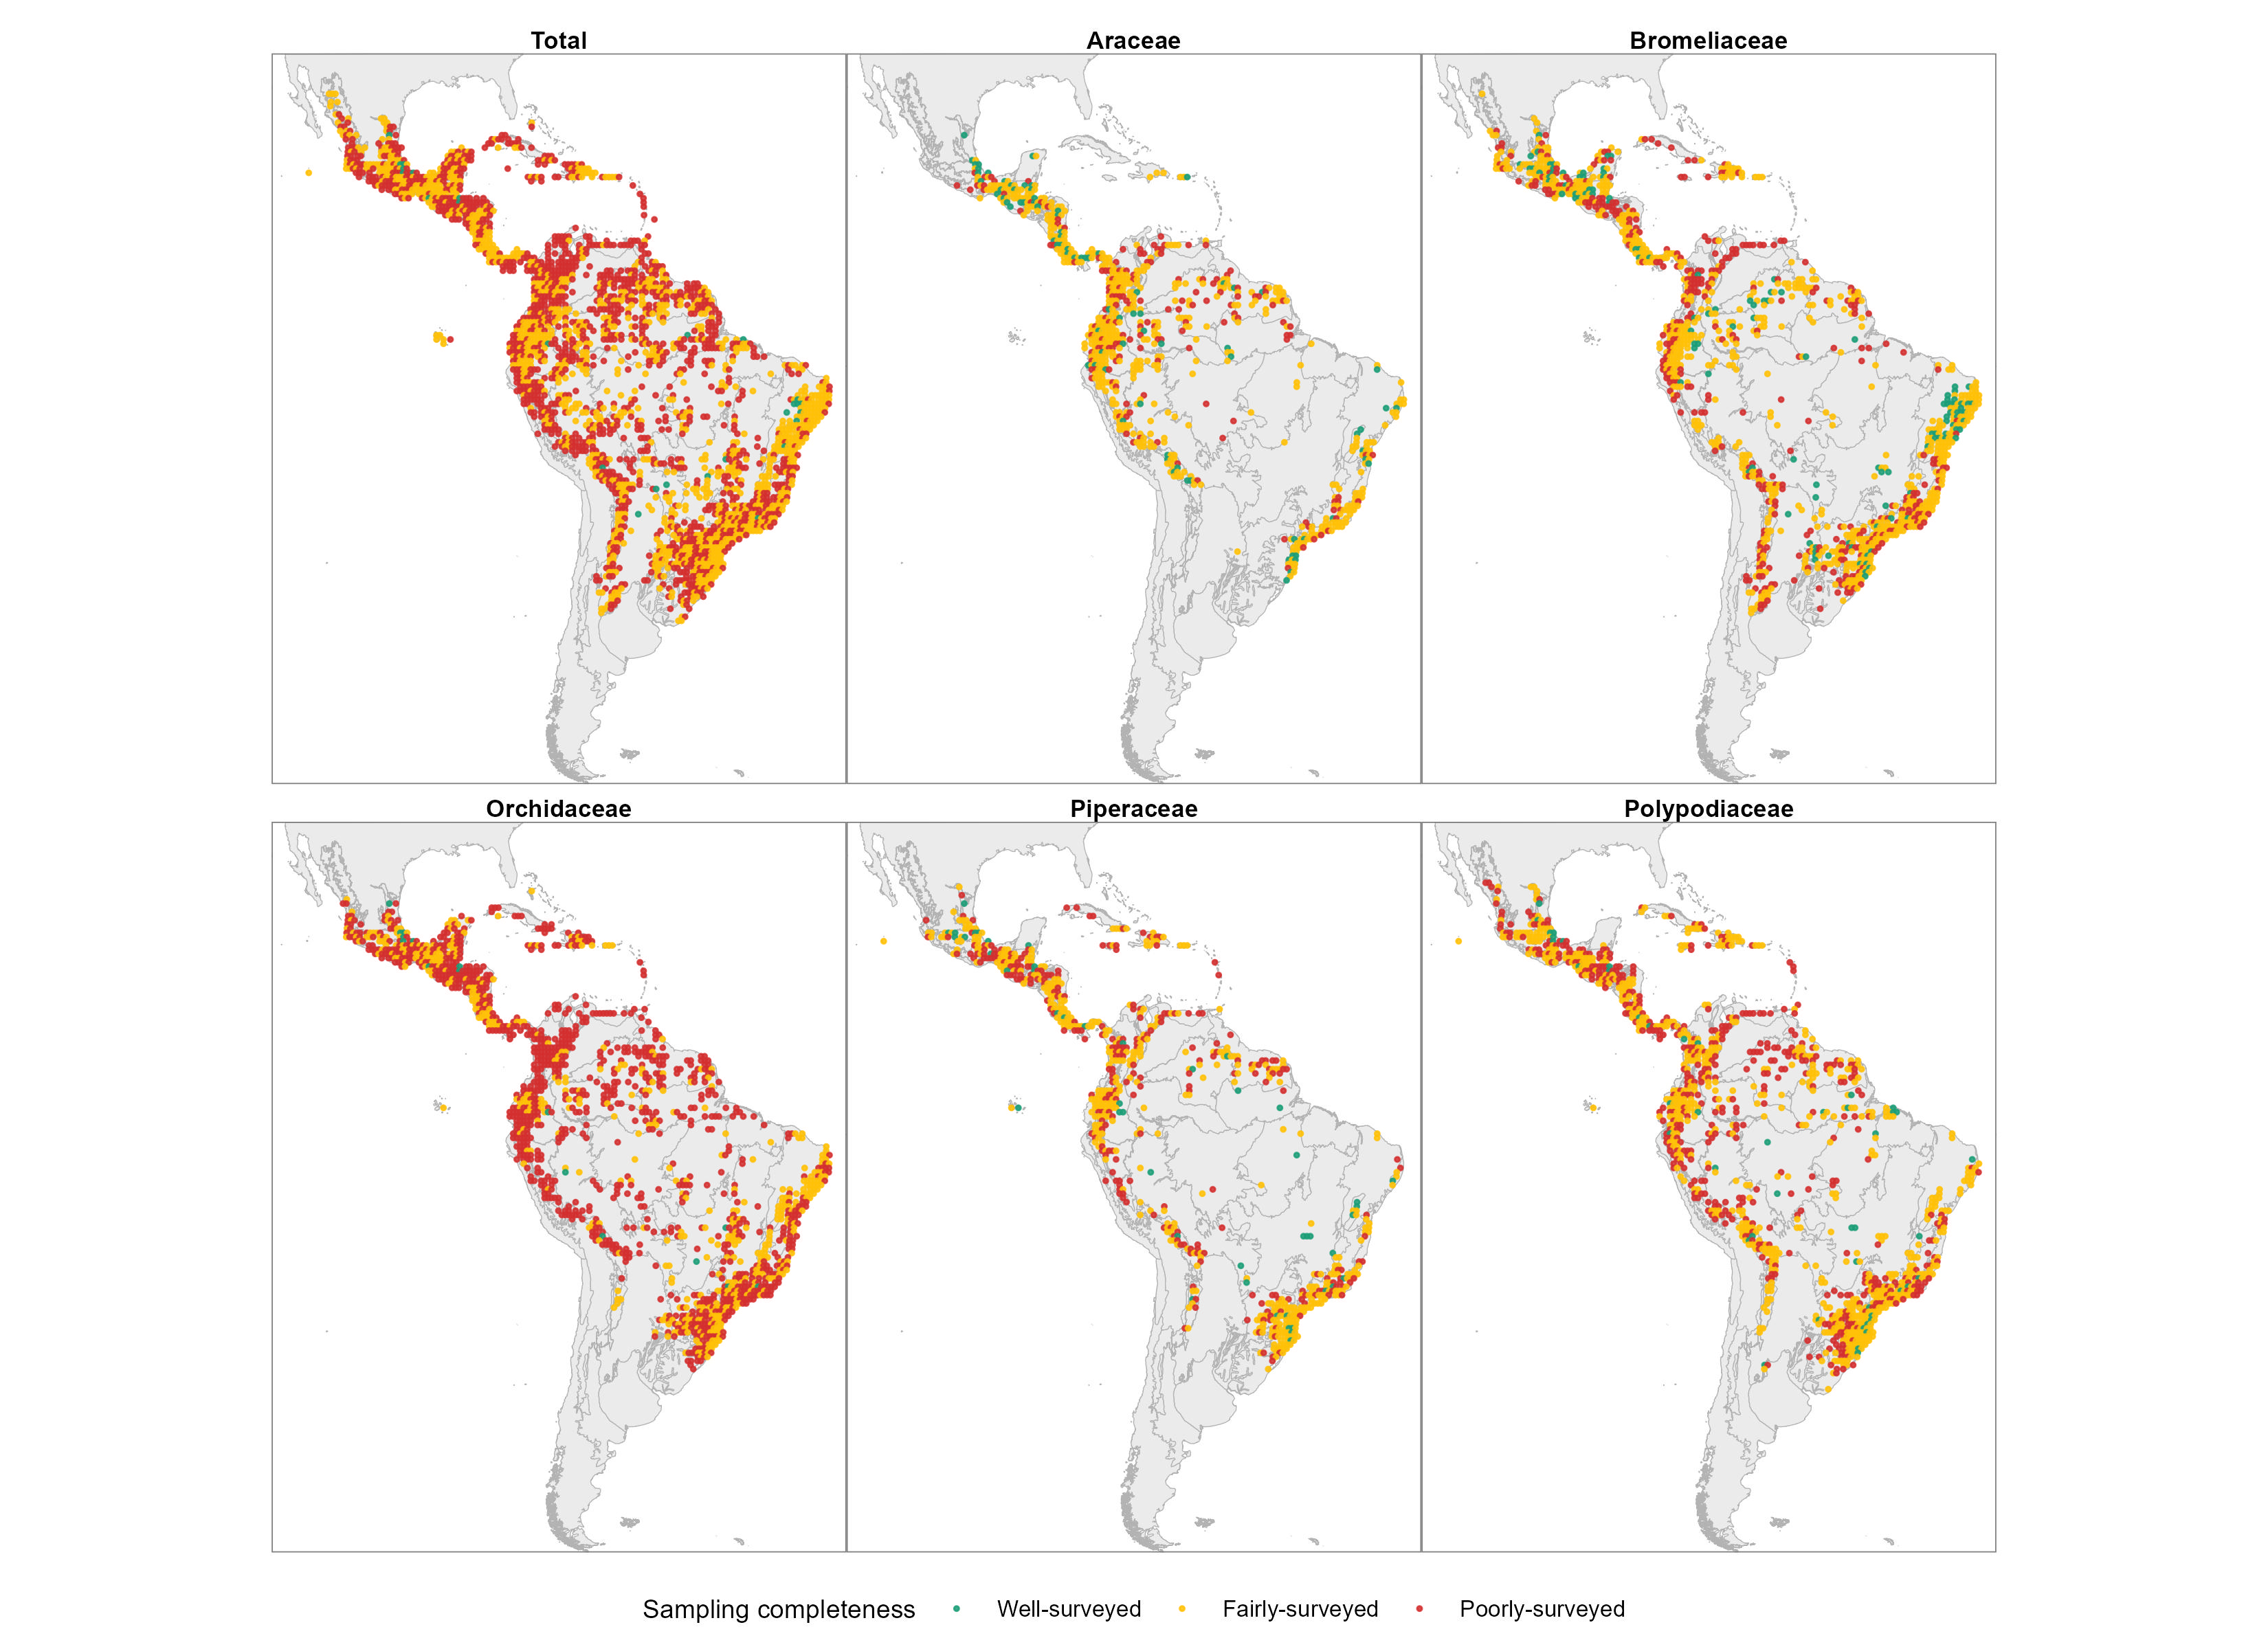 Total Araceae Bromeliaceae
Orchidaceae Piperaceae Polypodiaceae
Sampling completeness Well-surveyed Fairly-surveyed Poorly-surveyed